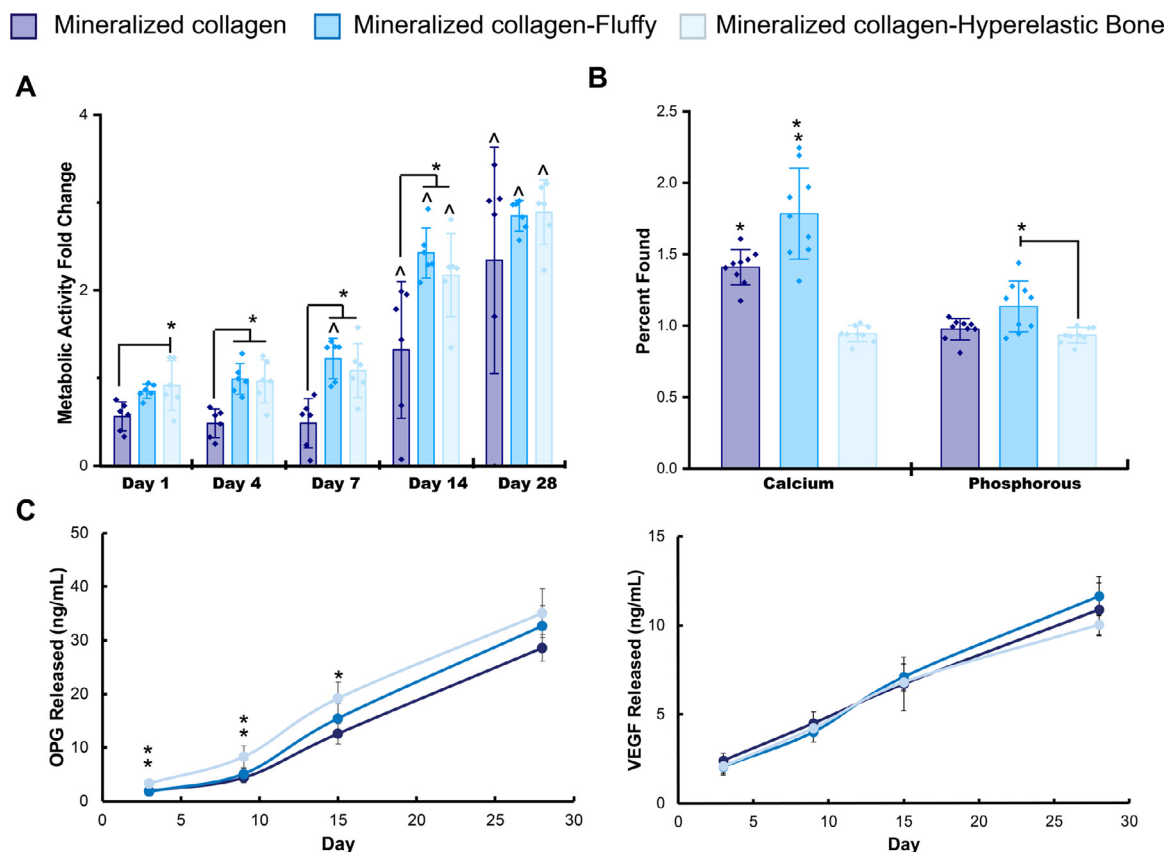 Mineralized collagen Mineralized collagen-Fluffy Mineralized collagen-Hyperelastic Bone
A
Metabolic Activity Fold Change
4
2
0
*
*
^
*
^
*
^
^
^
^
^
Day 1 Day 4 Day 7 Day 14 Day 28
B
Percent Found
2.5
2.0
1.5
1.0
0.5
0.0
*
*
*
*
Calcium Phosphorous
C
OPG Released (ng/mL)
50
40
30
20
10
0
*
*
*
*
*
0 5 10 15 20 25 30
Day
VEGF Released (ng/mL)
15
10
5
0
0 5 10 15 20 25 30
Day